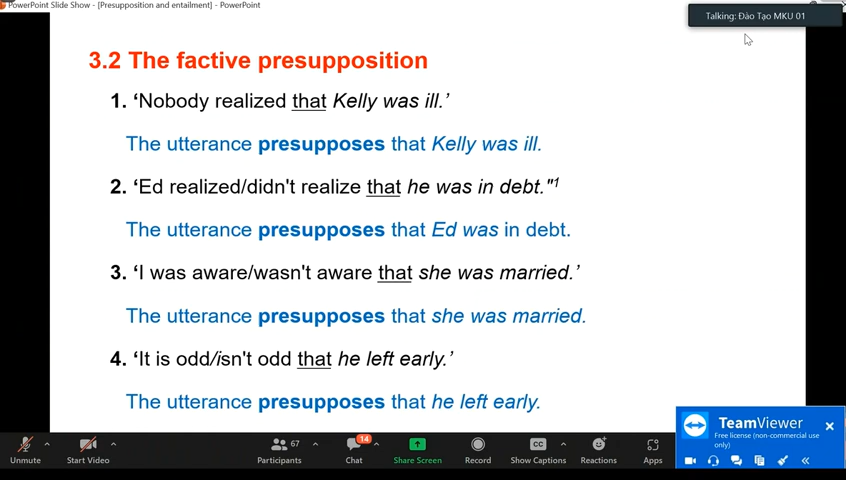 PowerPoint Slide Show - [Presupposition and entailment] - PowerPoint
Talking: Đào Tạo MKU 01
3.2 The factive presupposition
1. ‘Nobody realized that Kelly was ill.’
The utterance presupposes that Kelly was ill.
2. ‘Ed realized/didn't realize that he was in debt."¹
The utterance presupposes that Ed was in debt.
3. ‘I was aware/wasn't aware that she was married.’
The utterance presupposes that she was married.
4. ‘It is odd/isn't odd that he left early.’
The utterance presupposes that he left early.
TeamViewer
Free license (non-commercial use
only)
67
14
CC
Unmute
Start Video
Participants
Chat
Share Screen
Record
Show Captions
Reactions
Apps